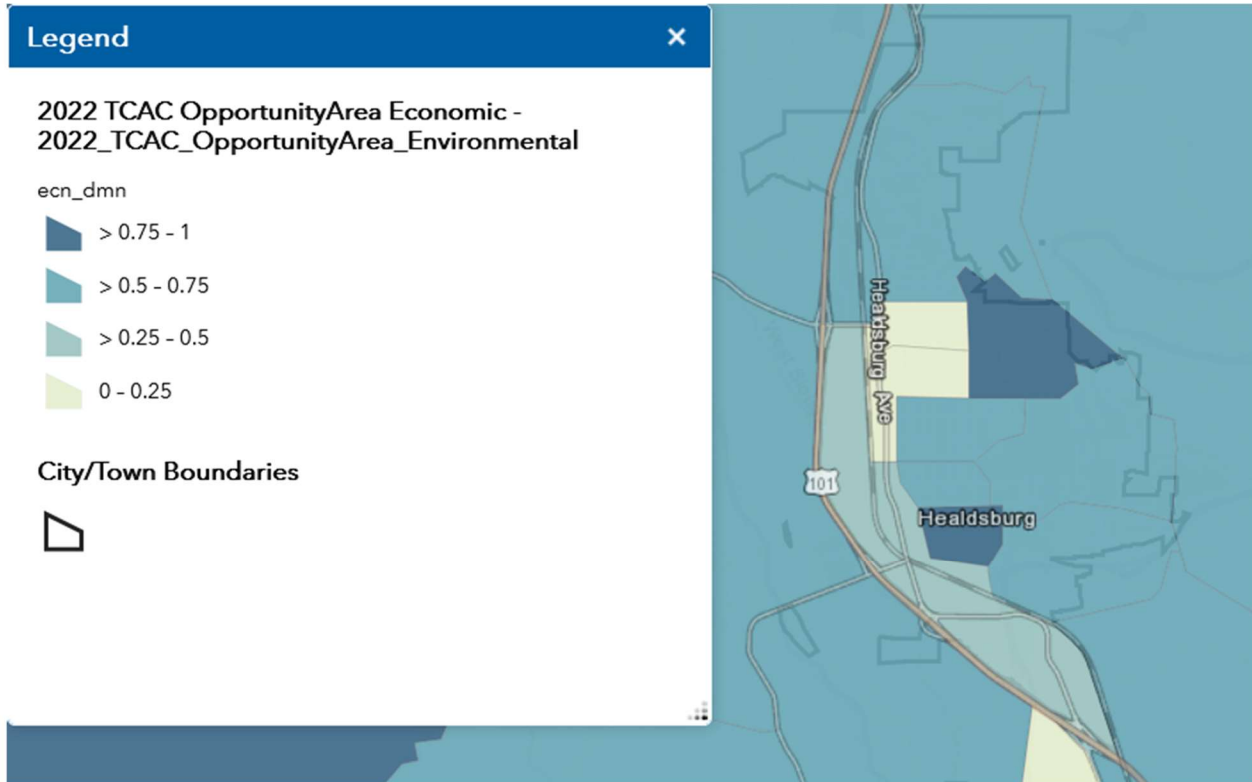 Legend
2022 TCAC OpportunityArea Economic -
2022_TCAC_OpportunityArea_Environmental
ecn_dmn
> 0.75 - 1
> 0.5 - 0.75
> 0.25 - 0.5
0 - 0.25
City/Town Boundaries
Healdsburg Ave
101
Healdsburg